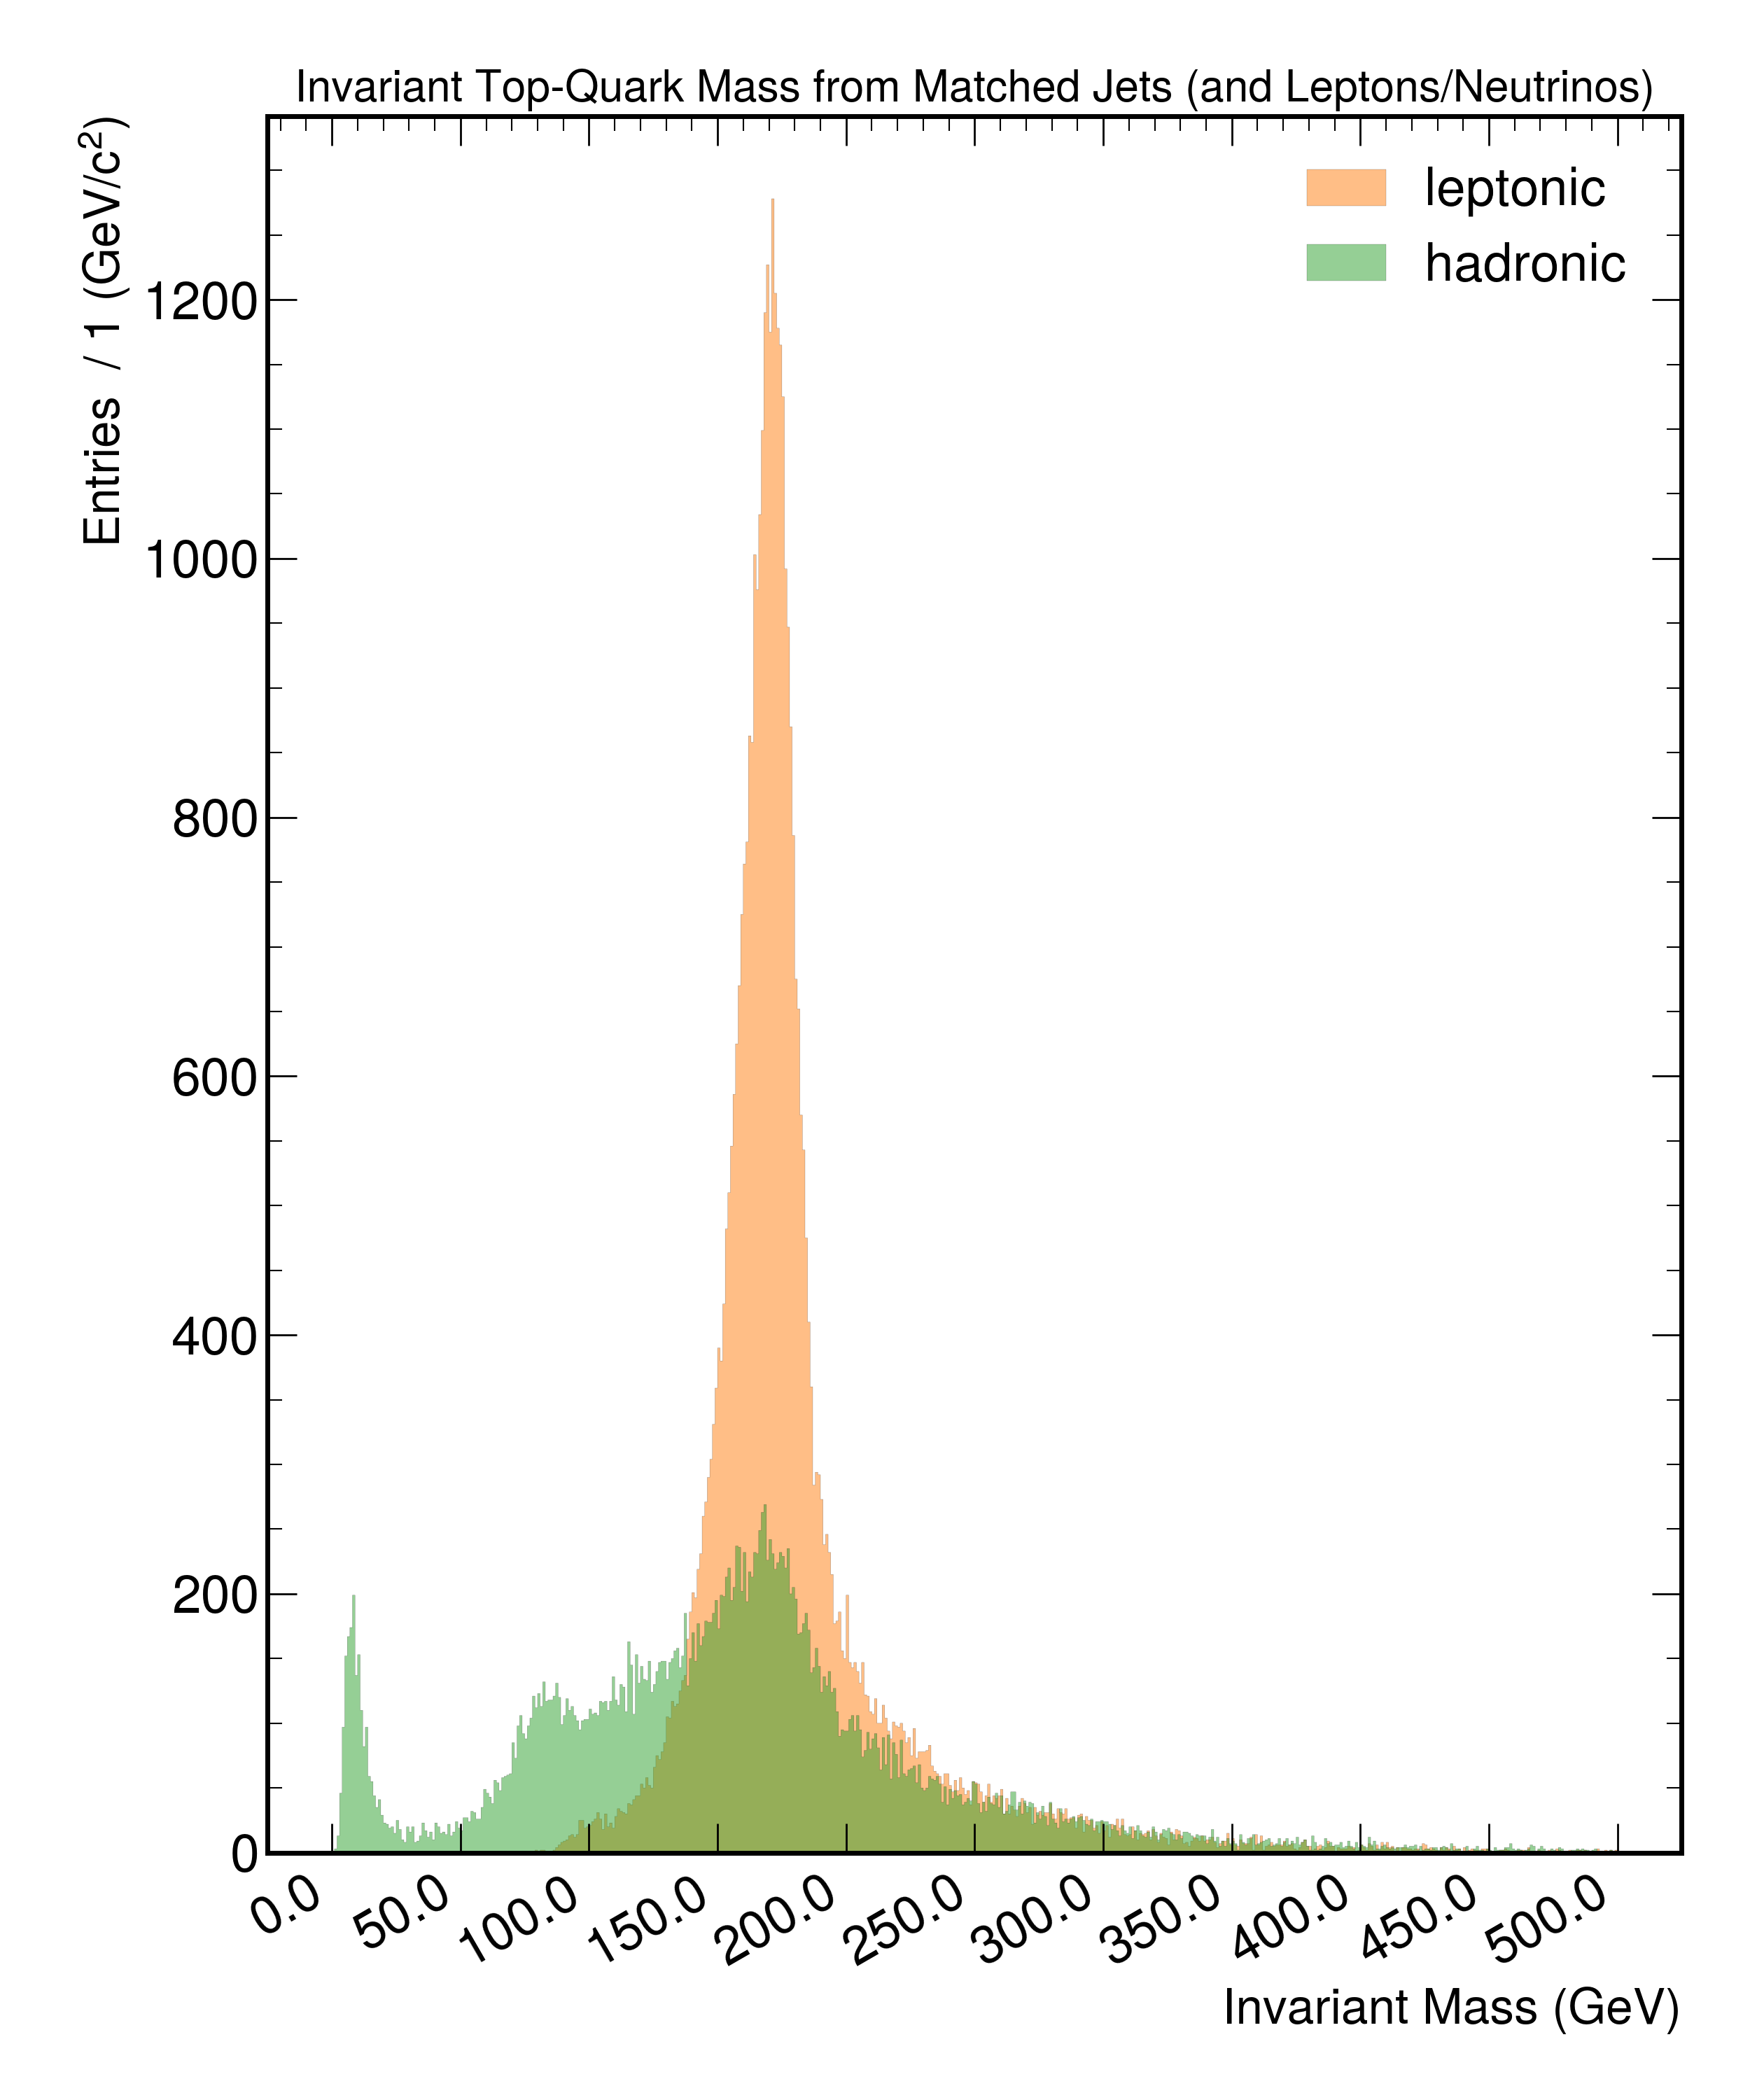 Invariant Top-Quark Mass from Matched Jets (and Leptons/Neutrinos)
Entries / 1 (GeV/c²)
leptonic
hadronic
1200
1000
800
600
400
200
0
0.0 50.0 100.0 150.0 200.0 250.0 300.0 350.0 400.0 450.0 500.0
Invariant Mass (GeV)